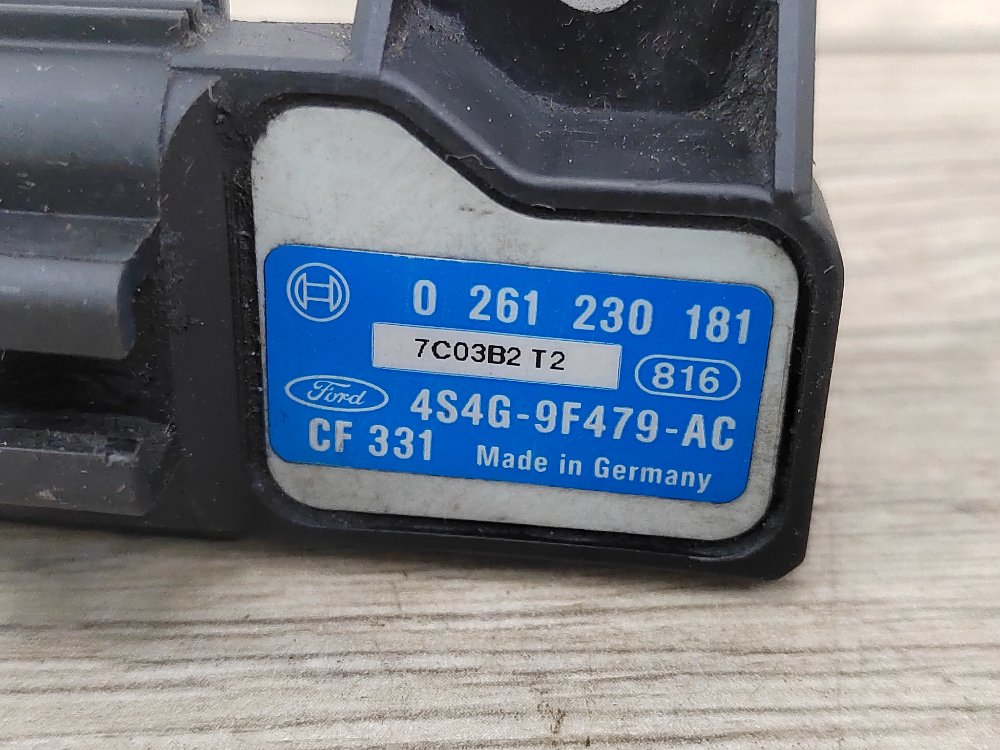 0 261 230 181
7C03B2 T2
816
Ford
4S4G-9F479-AC
CF 331
Made in Germany